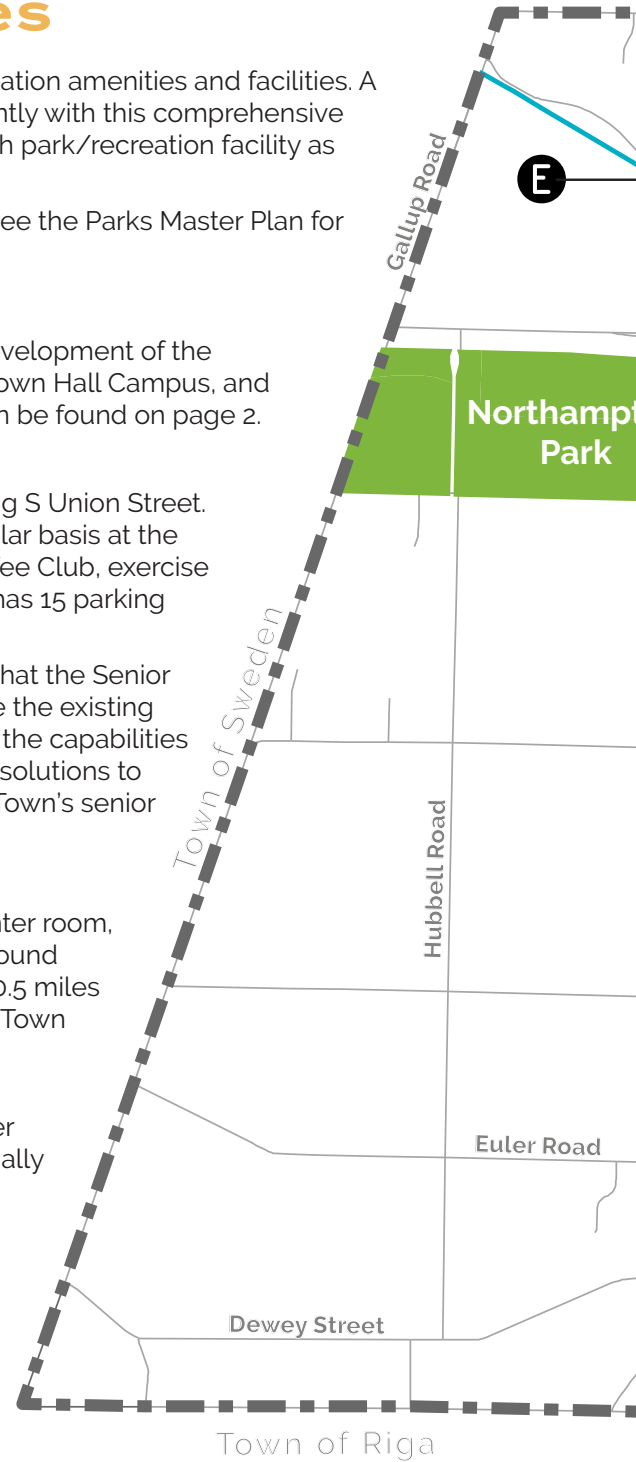 es
ation amenities and facilities. A
ntly with this comprehensive
h park/recreation facility as
ee the Parks Master Plan for
velopment of the
own Hall Campus, and
n be found on page 2.
g S Union Street.
lar basis at the
fee Club, exercise
has 15 parking
hat the Senior
e the existing
the capabilities
solutions to
Town's senior
nter room,
ound
0.5 miles
Town
er
ally
Gallup Road
E
Northampt
Park
Town of Sweden
Hubbell Road
Euler Road
Dewey Street
Town of Riga